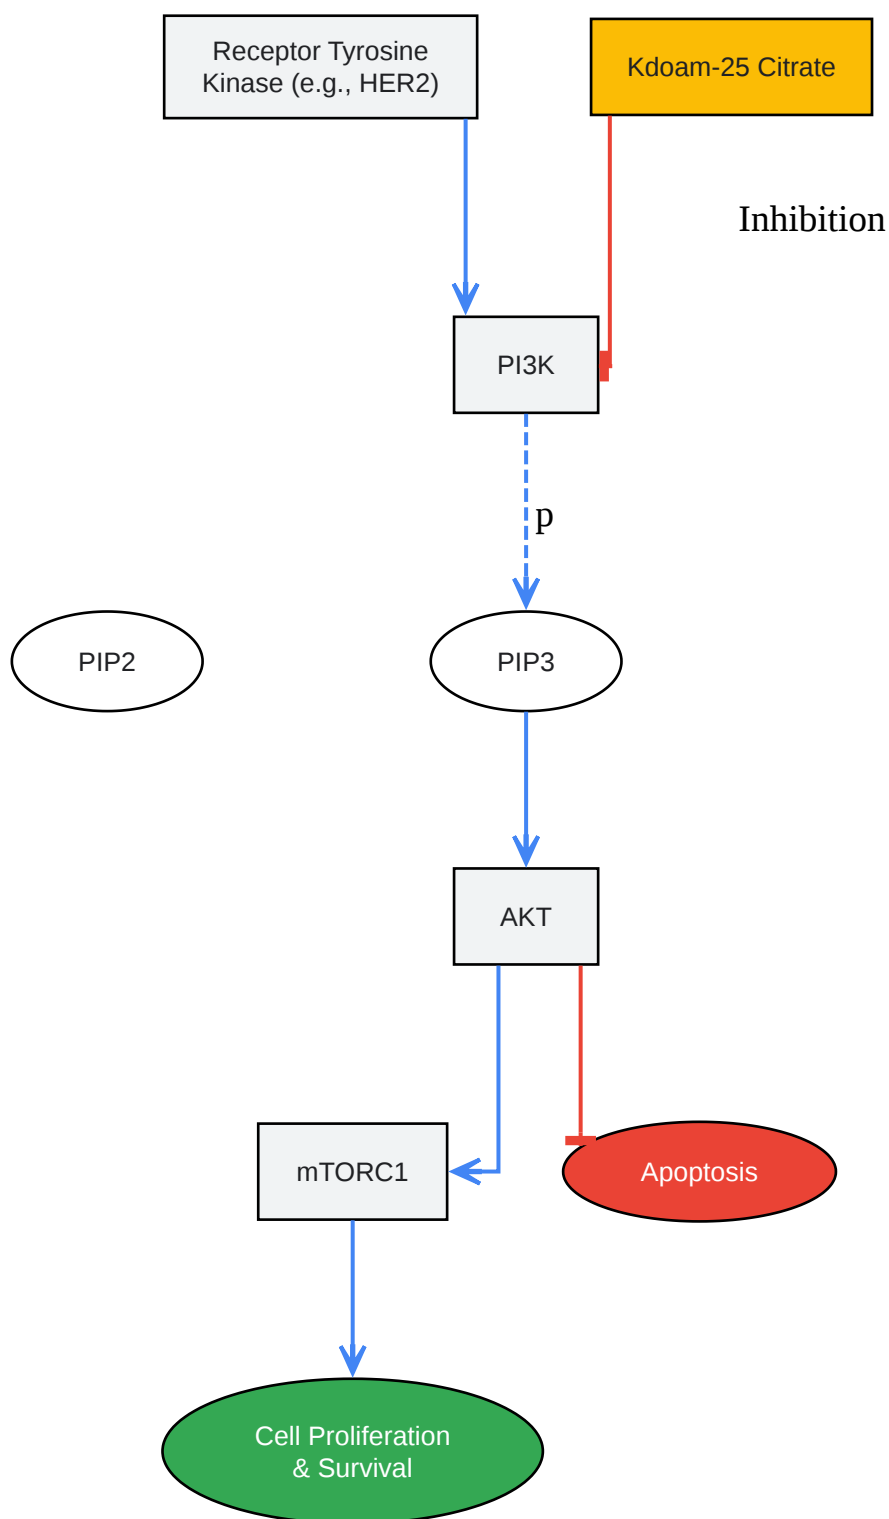 Receptor Tyrosine
Kinase (e.g., HER2)
Kdoam-25 Citrate
Inhibition
PI3K
p
PIP2
PIP3
AKT
mTORC1
Apoptosis
Cell Proliferation
& Survival